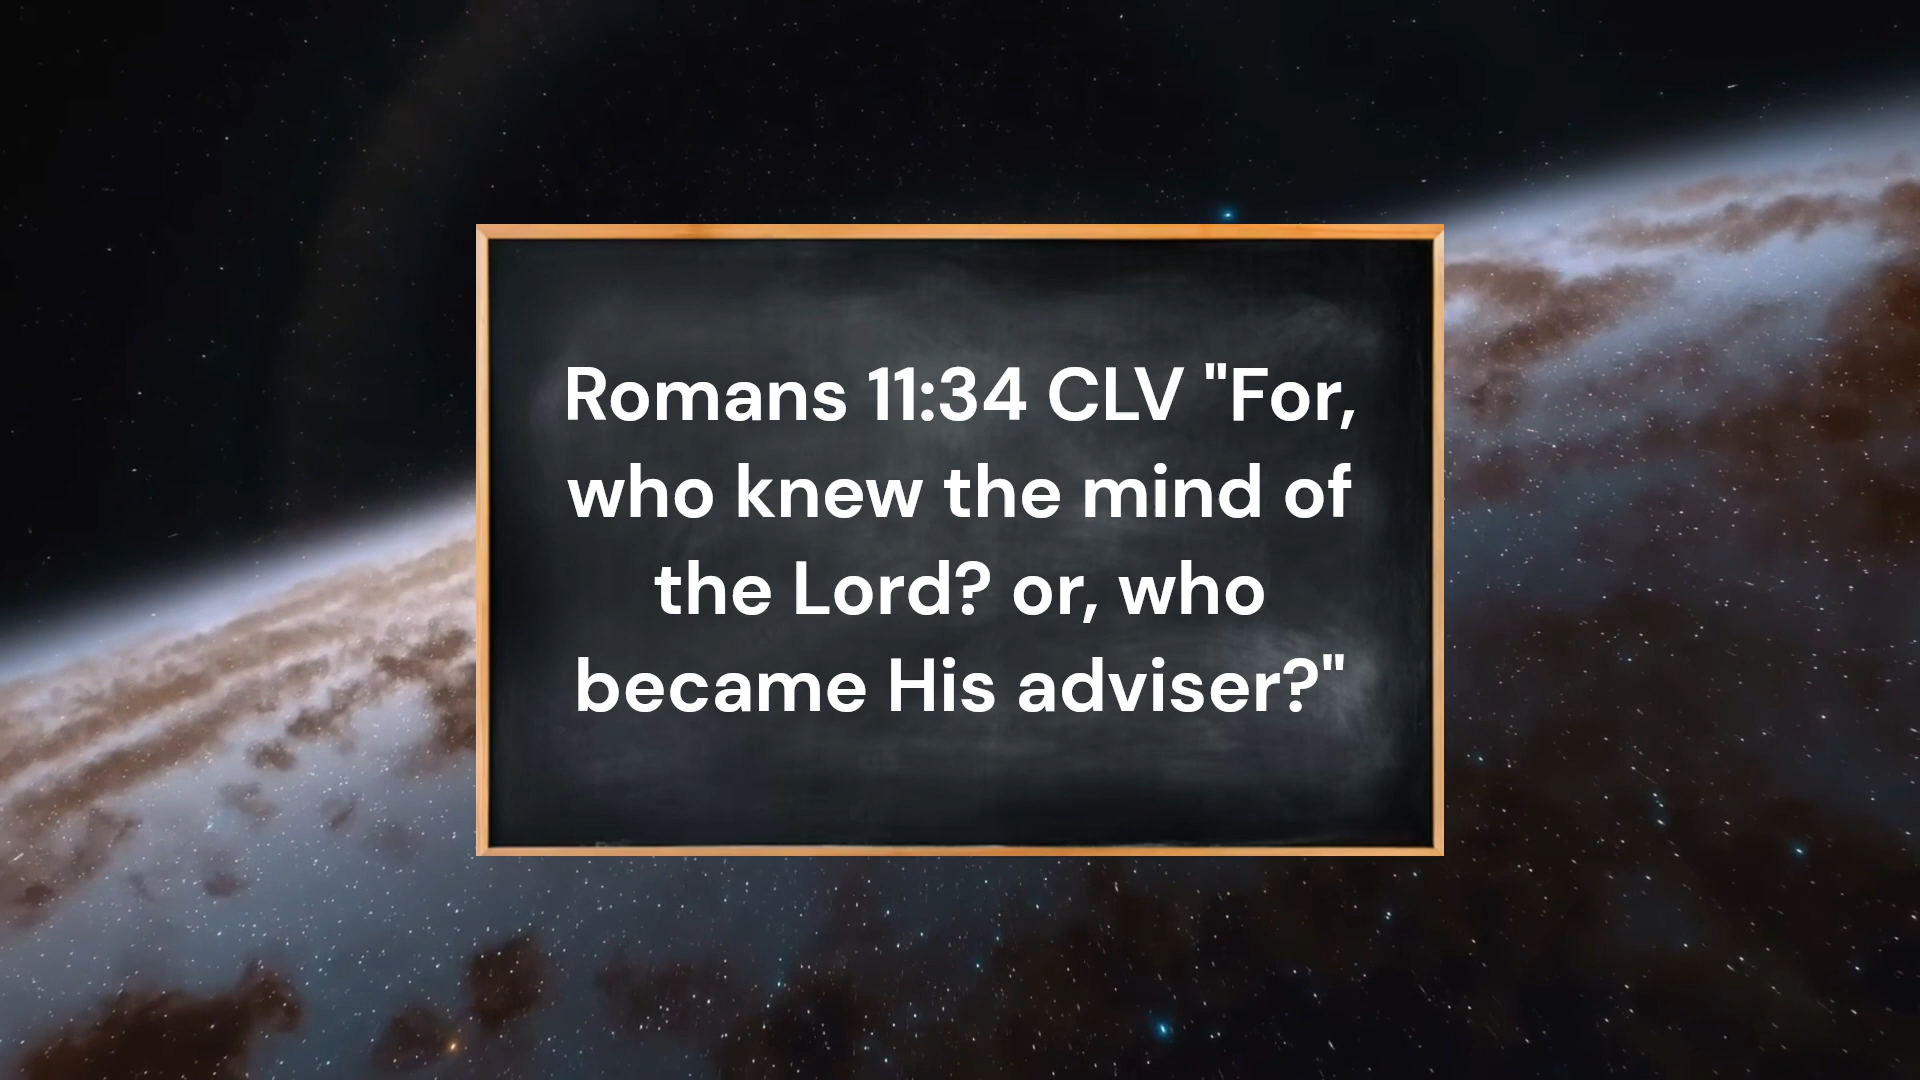 Romans 11:34 CLV "For,
who knew the mind of
the Lord? or, who
became His adviser?"